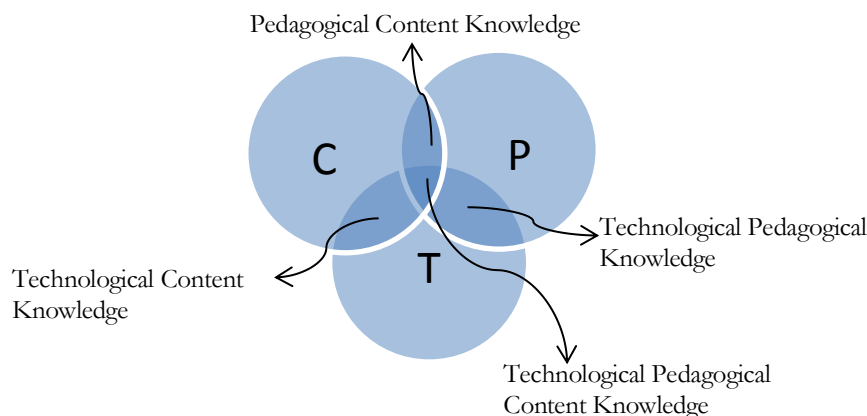 Pedagogical Content Knowledge
C
P
T
Technological Pedagogical
Knowledge
Technological Content
Knowledge
Technological Pedagogical
Content Knowledge